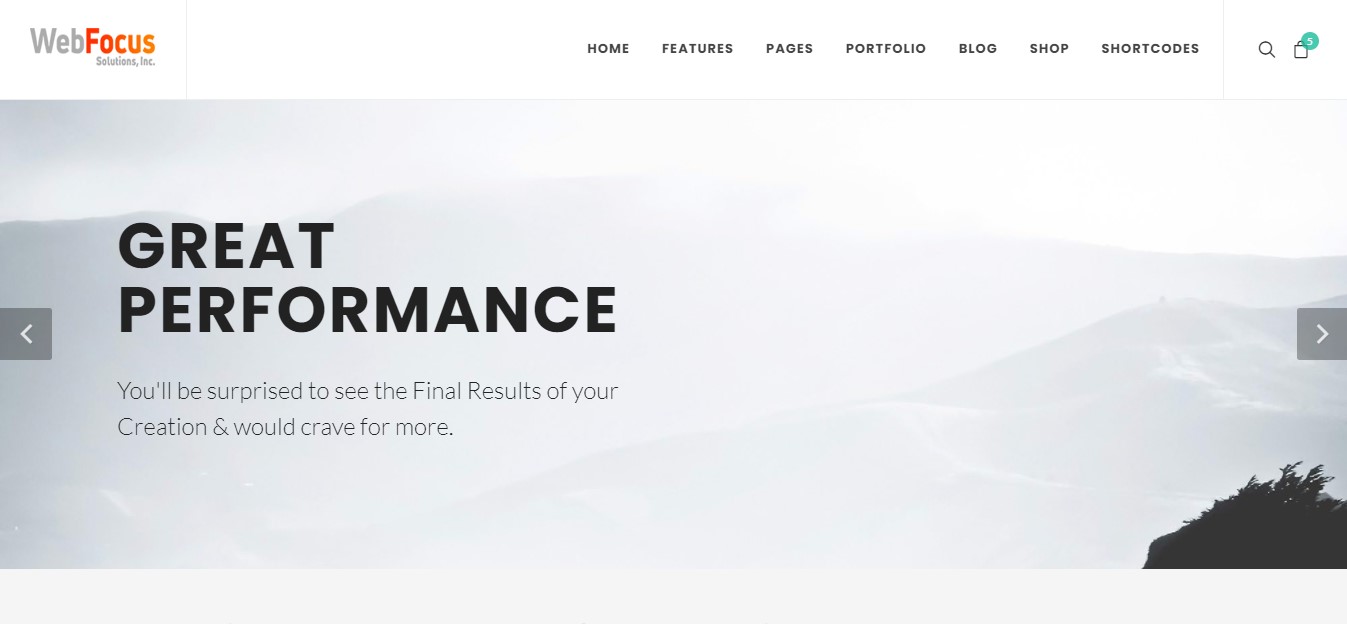 WebFocus
Solutions, Inc.
HOME FEATURES PAGES PORTFOLIO BLOG SHOP SHORTCODES
5
GREAT
PERFORMANCE
You'll be surprised to see the Final Results of your
Creation & would crave for more.